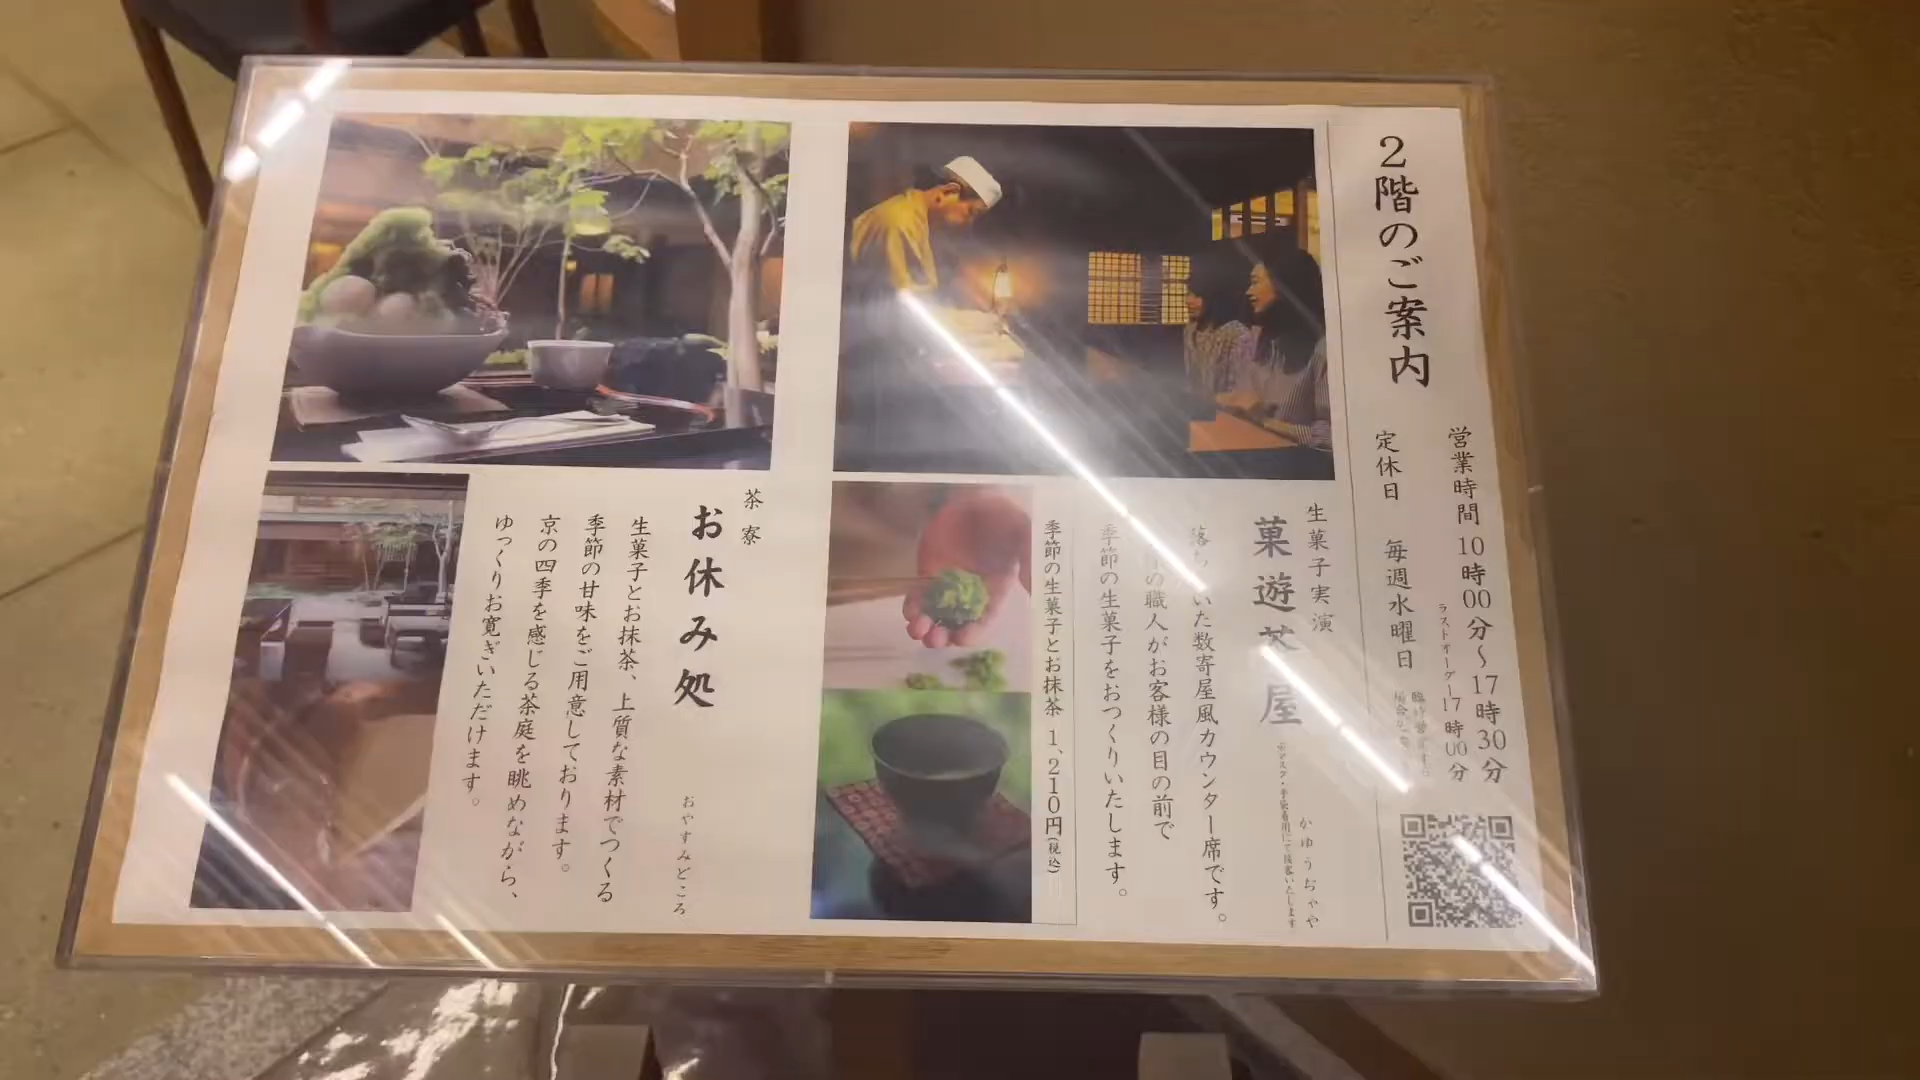 2階のご案内
営業時間 10時00分～17時30分
ラストオーダー17時00分
定休日 毎週水曜日
生菓子実演
菓遊茶屋
かゆうぢゃや
いた数寄屋風カウンター席です。
の職人がお客様の目の前で
季節の生菓子をおつくりいたします。
季節の生菓子とお抹茶 1,210円(税込)
茶寮
お休み処
おやすみどころ
生菓子とお抹茶、上質な素材でつくる
季節の甘味をご用意しております。
京の四季を感じる茶庭を眺めながら、
ゆっくりお寛ぎいただけます。